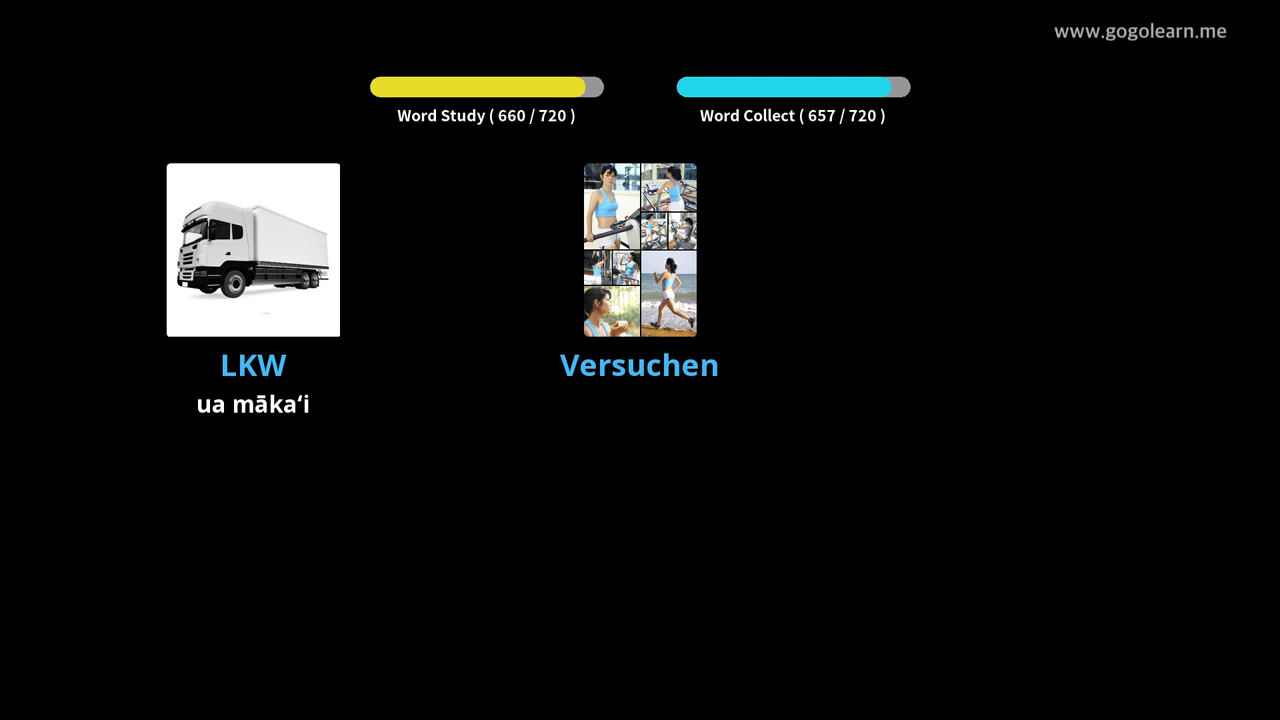 www.gogolearn.me
Word Study ( 660 / 720 )
Word Collect ( 657 / 720 )
LKW
ua mākaʻi
Versuchen